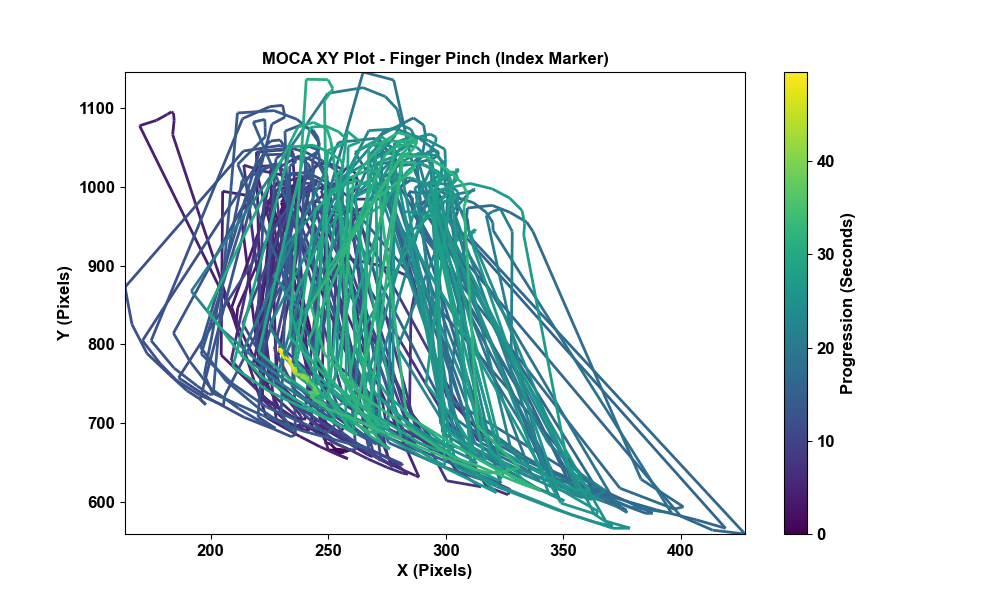 MOCA XY Plot - Finger Pinch (Index Marker)
1100
1000
900
800
700
600
Y (Pixels)
200 250 300 350 400
X (Pixels)
40
30
20
10
0
Progression (Seconds)